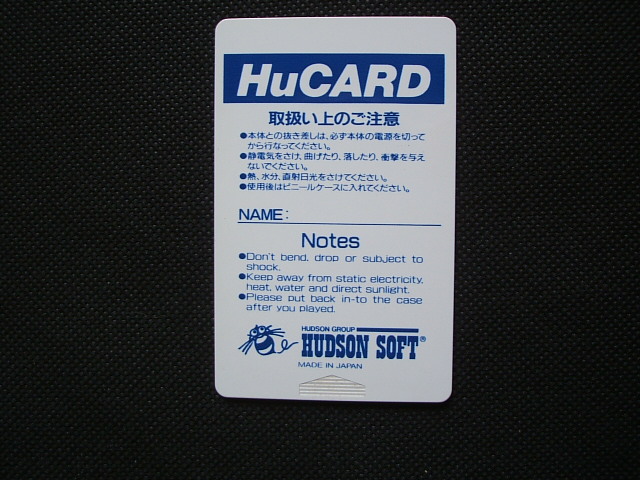 HuCARD
取扱い上のご注意
●本体との抜き差しは、必ず本体の電源を切って
から行なってください。
●静電気をさけ、曲げたり、落したり、衝撃を与え
ないでください。
●熱、水分、直射日光をさけてください。
●使用後はビニールケースに入れてください。
NAME:
Notes
●Don't bend, drop or subject to
shock.
●Keep away from static electricity,
heat, water and direct sunlight.
●Please put back in-to the case
after you played.
HUDSON GROUP
HUDSON SOFT®
MADE IN JAPAN